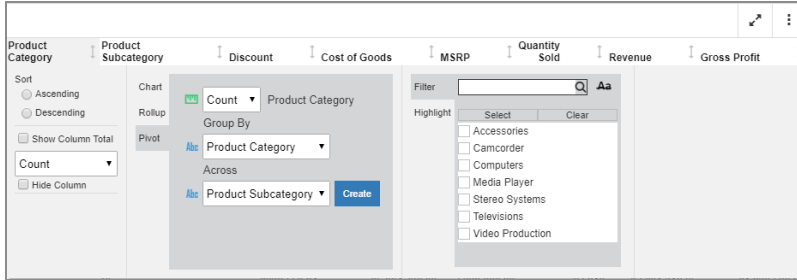 Product Category
Product Subcategory
Discount
Cost of Goods
MSRP
Quantity Sold
Revenue
Gross Profit
Sort
Ascending
Descending
Show Column Total
Count
Hide Column
Chart
Rollup
Pivot
Count Product Category
Group By
Abc Product Category
Across
Abc Product Subcategory Create
Filter
Aa
Highlight
Select Clear
Accessories
Camcorder
Computers
Media Player
Stereo Systems
Televisions
Video Production